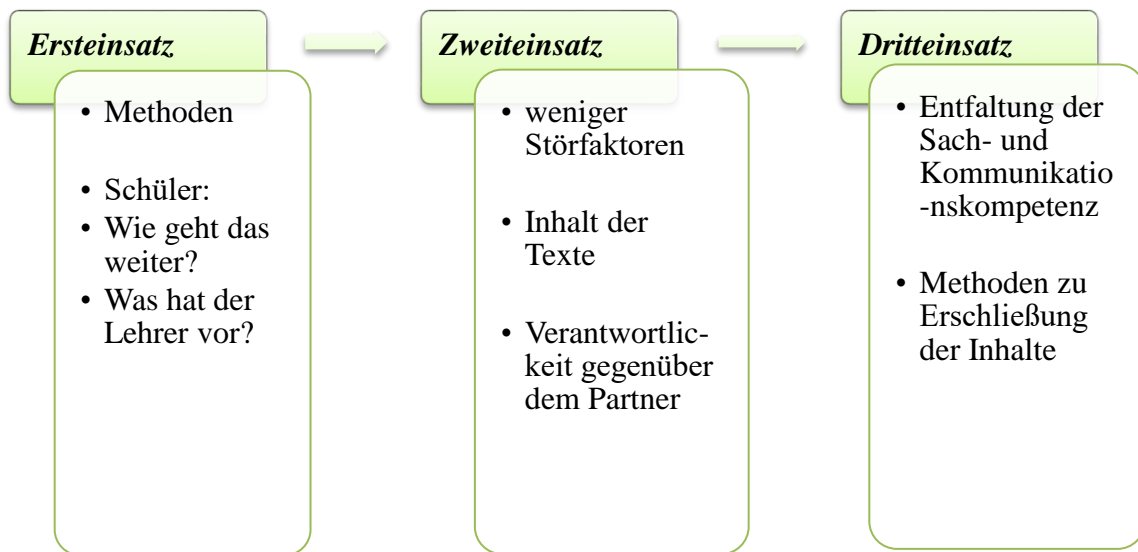 Ersteinsatz
• Methoden
• Schüler:
• Wie geht das
weiter?
• Was hat der
Lehrer vor?
Zweiteinsatz
• weniger
Störfaktoren
• Inhalt der
Texte
• Verantwortlic-
keit gegenüber
dem Partner
Dritteinsatz
• Entfaltung der
Sach- und
Kommunikatio
-nskompetenz
• Methoden zu
Erschließung
der Inhalte